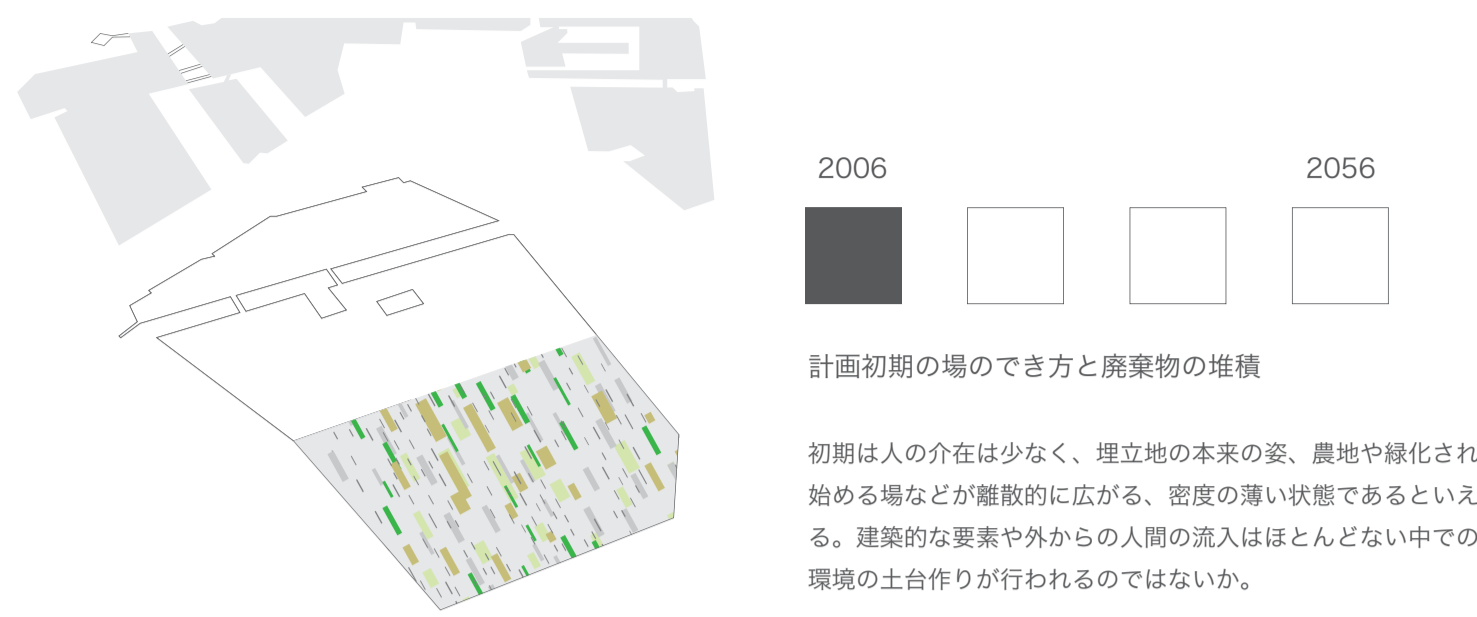 2006
2056
計画初期の場のでき方と廃棄物の堆積
初期は人の介在は少なく、埋立地の本来の姿、農地や緑化され
始める場などが離散的に広がる、密度の薄い状態であるといえ
る。建築的な要素や外からの人間の流入はほとんどない中での
環境の土台作りが行われるのではないか。